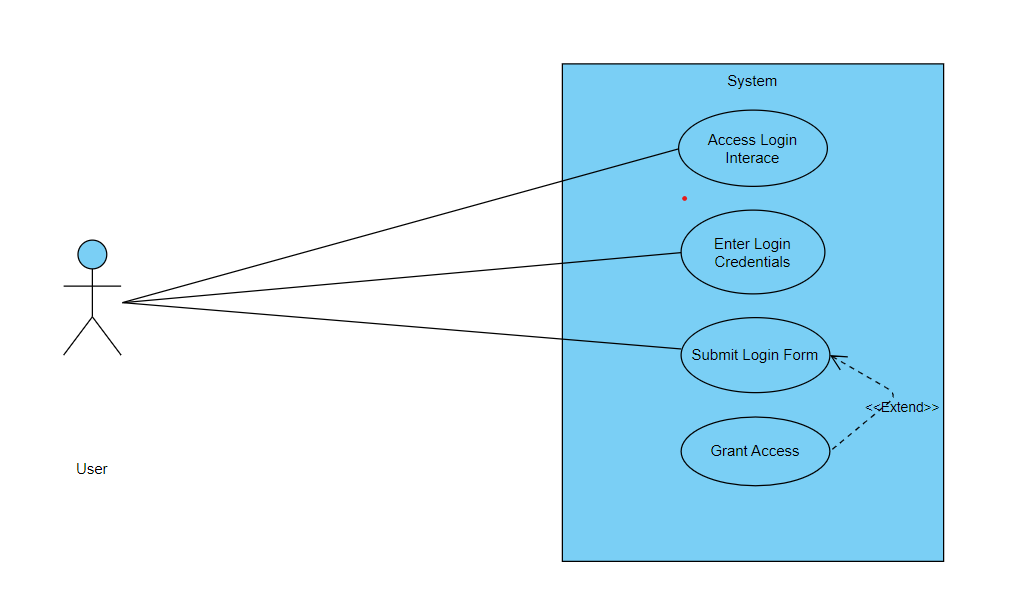 System
Access Login
Interace
Enter Login
Credentials
Submit Login Form
<<Extend>>
Grant Access
User